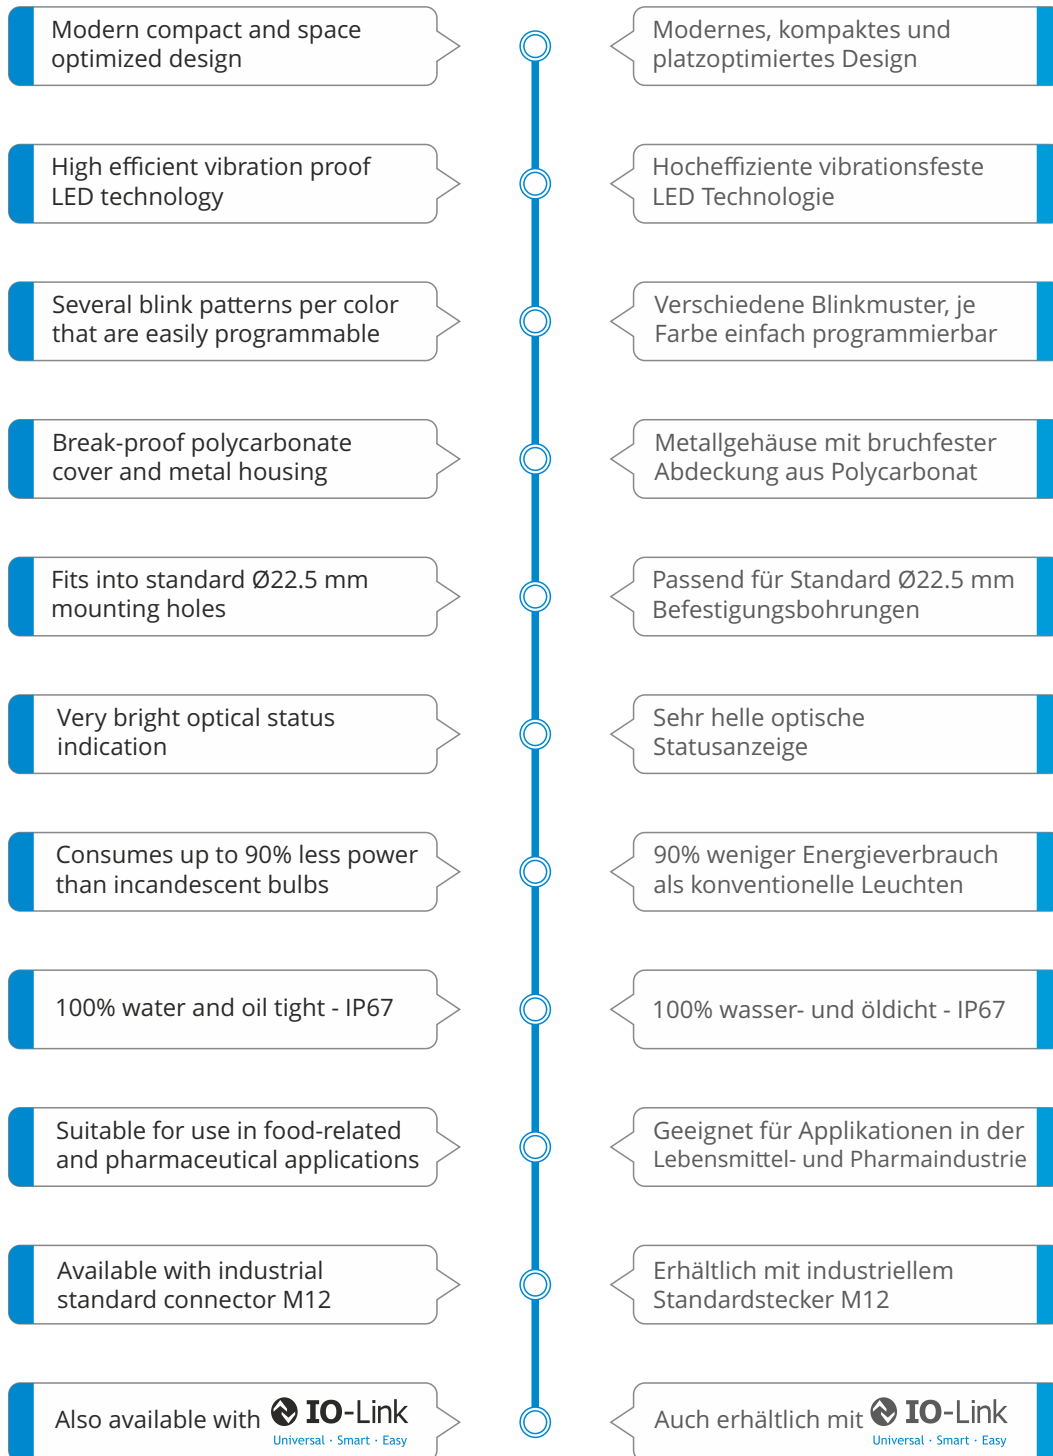 Modern compact and space
optimized design
Modernes, kompaktes und
platzoptimiertes Design
High efficient vibration proof
LED technology
Hocheffiziente vibrationsfeste
LED Technologie
Several blink patterns per color
that are easily programmable
Verschiedene Blinkmuster, je
Farbe einfach programmierbar
Break-proof polycarbonate
cover and metal housing
Metallgehäuse mit bruchfester
Abdeckung aus Polycarbonat
Fits into standard Ø22.5 mm
mounting holes
Passend für Standard Ø22.5 mm
Befestigungsbohrungen
Very bright optical status
indication
Sehr helle optische
Statusanzeige
Consumes up to 90% less power
than incandescent bulbs
90% weniger Energieverbrauch
als konventionelle Leuchten
100% water and oil tight - IP67
100% wasser- und öldicht - IP67
Suitable for use in food-related
and pharmaceutical applications
Geeignet für Applikationen in der
Lebensmittel- und Pharmaindustrie
Available with industrial
standard connector M12
Erhältlich mit industriellem
Standardstecker M12
Also available with IO-Link
Universal · Smart · Easy
Auch erhältlich mit IO-Link
Universal · Smart · Easy